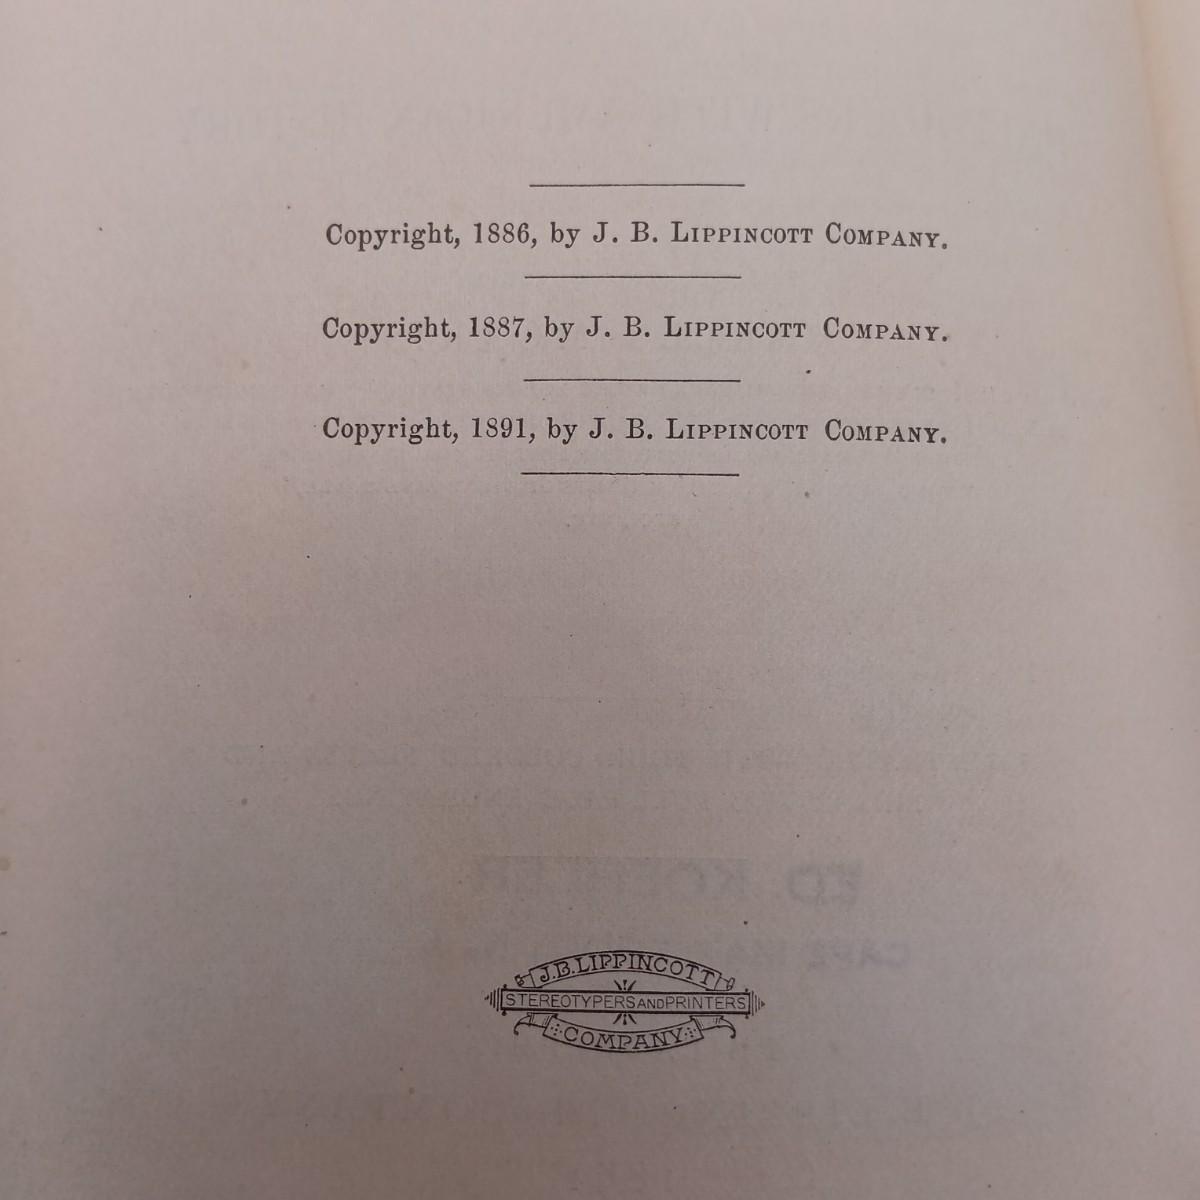 Copyright, 1886, by J. B. LIPPINCOTT COMPANY.
Copyright, 1887, by J. B. LIPPINCOTT COMPANY.
Copyright, 1891, by J. B. LIPPINCOTT COMPANY.
J.B.LIPPINCOTT
STEREOTYPERS AND PRINTERS
COMPANY